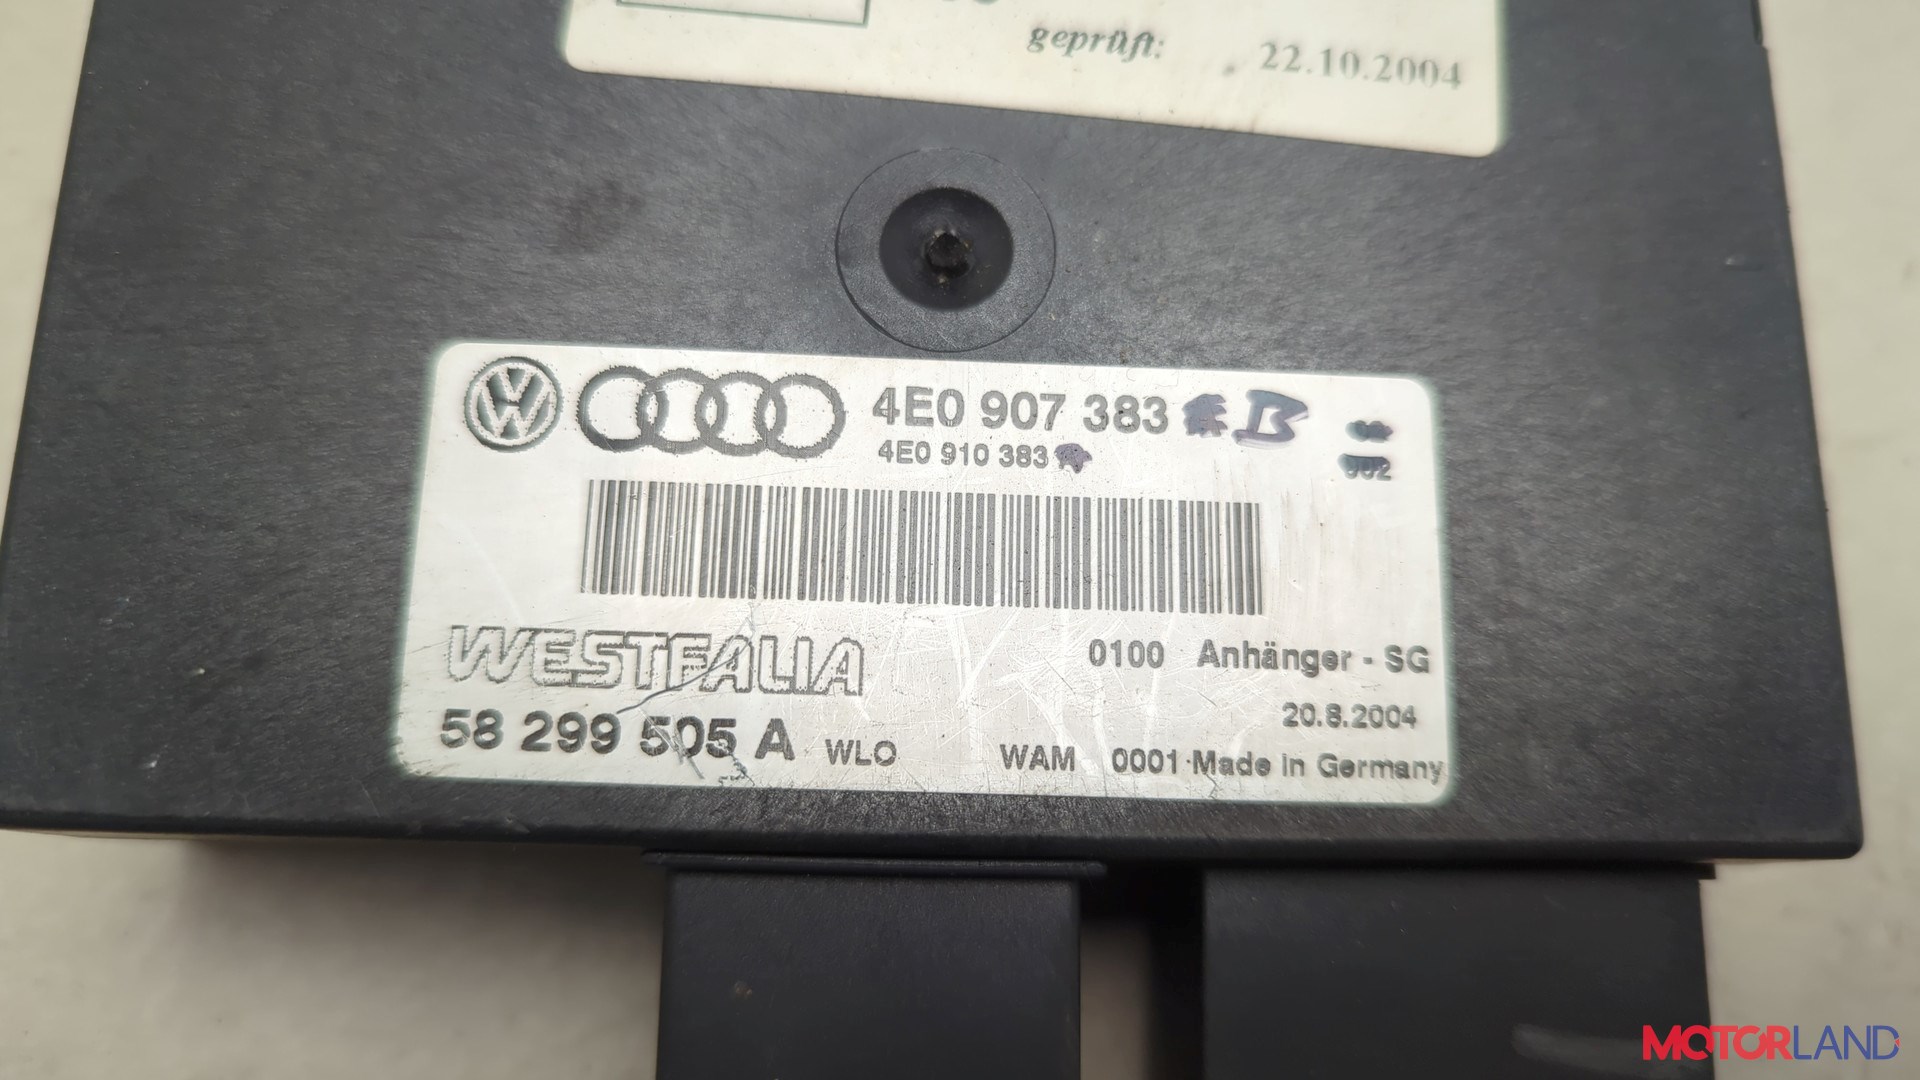 geprüft: 22.10.2004
4E0 907 383 B
4E0 910 383
WESTFALIA
0100 Anhänger - SG
20.8.2004
58 299 505 A WLO WAM 0001 Made in Germany
MOTORLAND